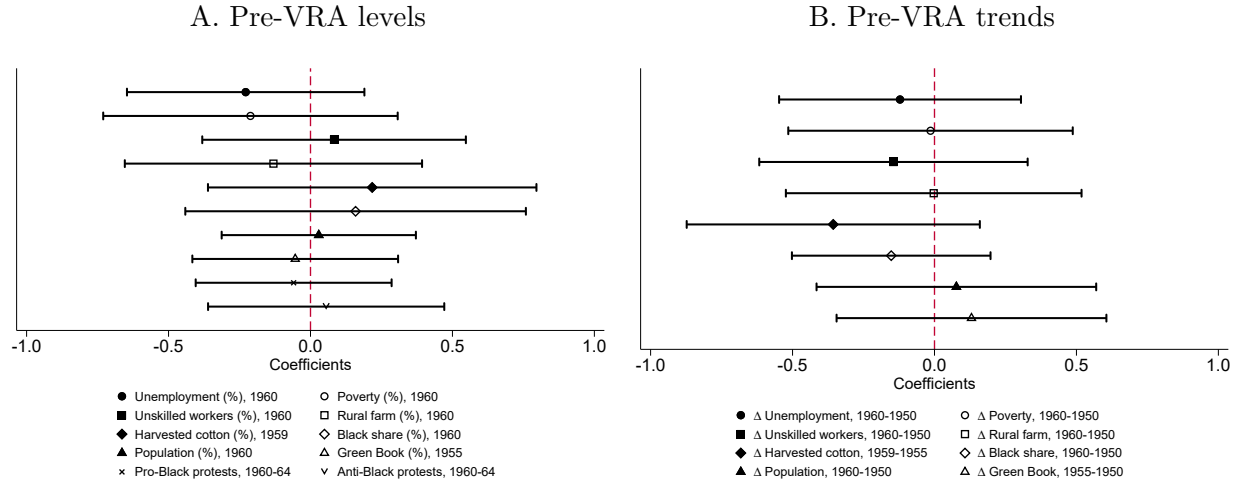 A. Pre-VRA levels
-1.0 -0.5 0.0 0.5 1.0
Coefficients
Unemployment (%), 1960 Poverty (%), 1960
Unskilled workers (%), 1960 Rural farm (%), 1960
Harvested cotton (%), 1959 Black share (%), 1960
Population (%), 1960 Green Book (%), 1955
Pro-Black protests, 1960-64 Anti-Black protests, 1960-64
B. Pre-VRA trends
-1.0 -0.5 0.0 0.5 1.0
Coefficients
Δ Unemployment, 1960-1950 Δ Poverty, 1960-1950
Δ Unskilled workers, 1960-1950 Δ Rural farm, 1960-1950
Δ Harvested cotton, 1959-1955 Δ Black share, 1960-1950
Δ Population, 1960-1950 Δ Green Book, 1955-1950